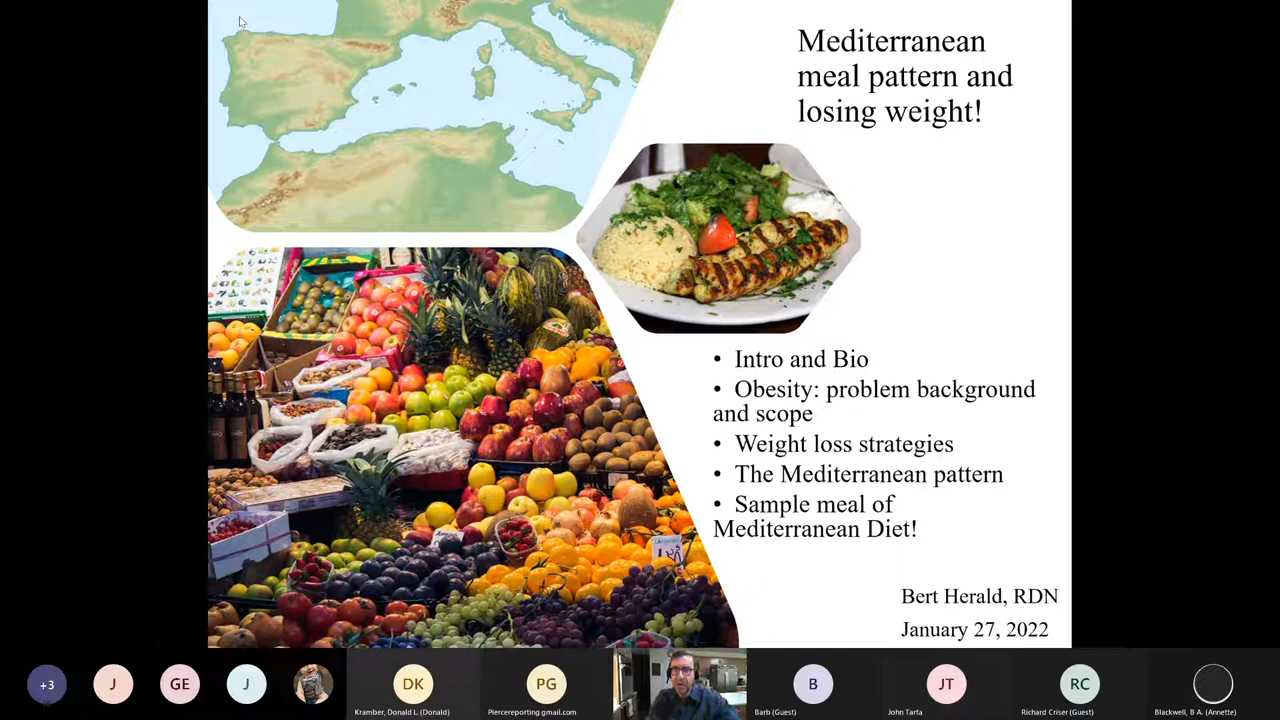 Mediterranean
meal pattern and
losing weight!
• Intro and Bio
• Obesity: problem background
and scope
• Weight loss strategies
• The Mediterranean pattern
• Sample meal of
Mediterranean Diet!
Bert Herald, RDN
January 27, 2022
+3
J
GE
J
DK
Kramber, Donald L. (Donald)
PG
Piercereporting gmail.com
B
Barb (Guest)
JT
John Tarta
RC
Richard Criser (Guest)
Blackwell, B A. (Annette)